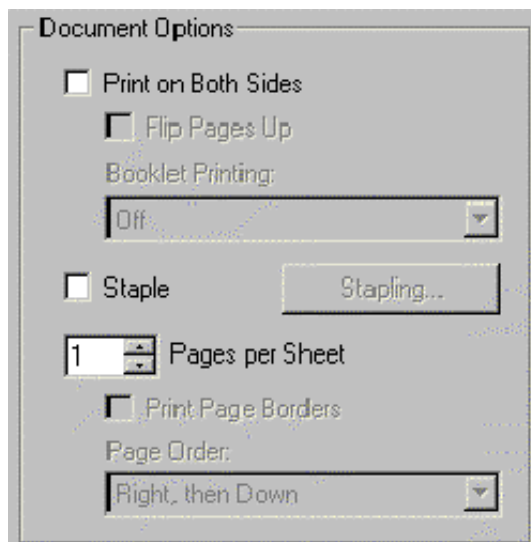 Document Options
Print on Both Sides
Flip Pages Up
Booklet Printing:
Off
Staple Stapling...
1 Pages per Sheet
Print Page Borders
Page Order:
Right, then Down